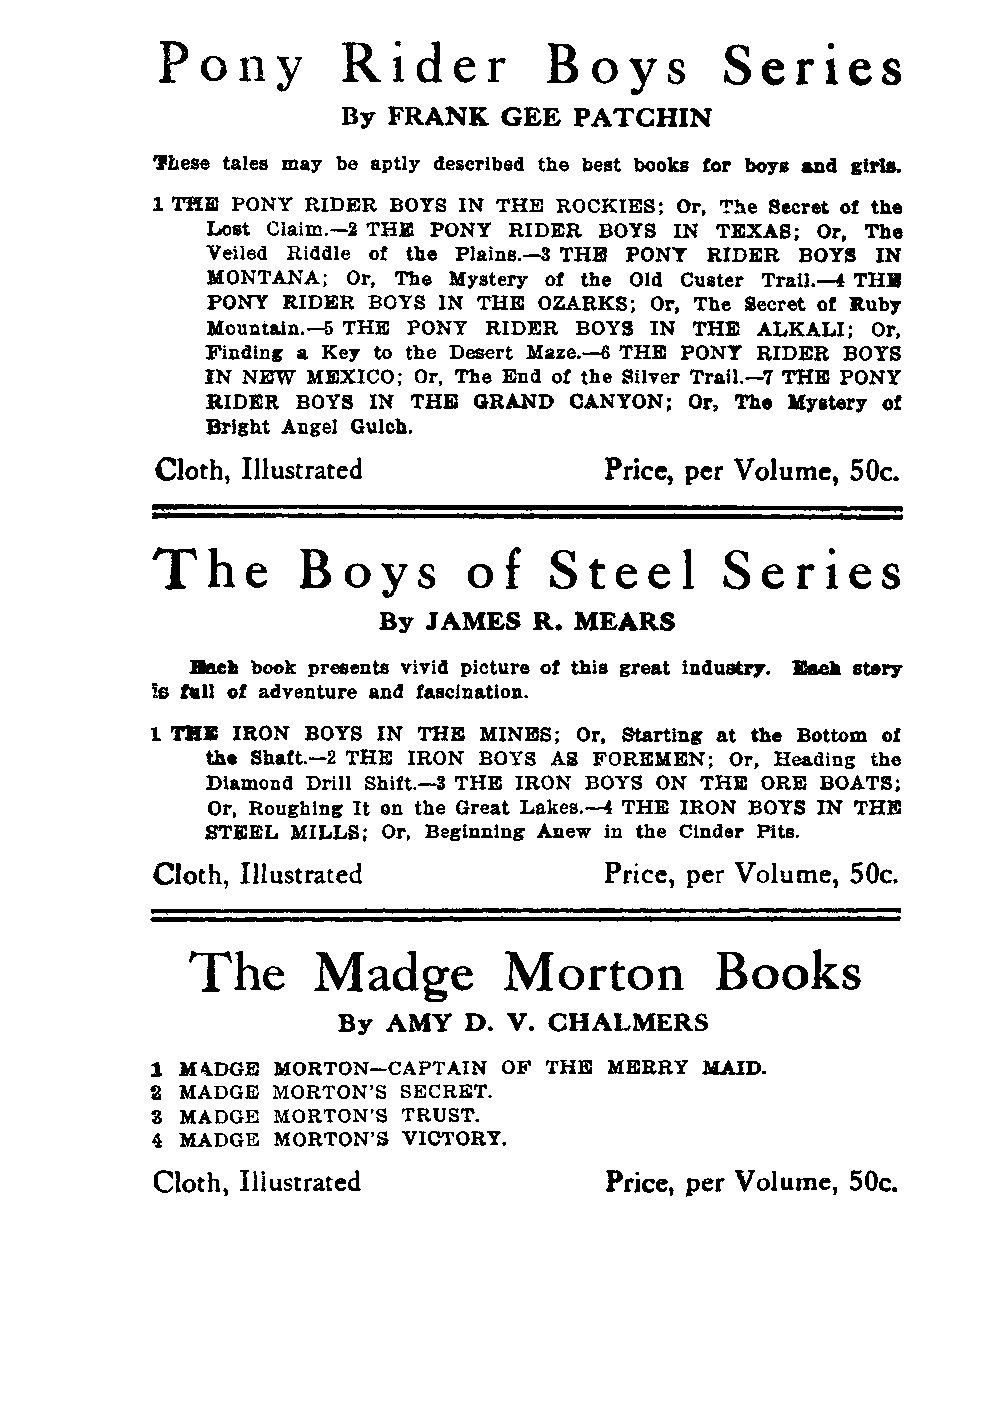 Pony Rider Boys Series
By FRANK GEE PATCHIN
These tales may be aptly described the best books for boys and girls.
1 THE PONY RIDER BOYS IN THE ROCKIES; Or, The Secret of the
Lost Claim.—2 THE PONY RIDER BOYS IN TEXAS; Or, The
Veiled Riddle of the Plains.—3 THE PONY RIDER BOYS IN
MONTANA; Or, The Mystery of the Old Custer Trail.—4 THE
PONY RIDER BOYS IN THE OZARKS; Or, The Secret of Ruby
Mountain.—5 THE PONY RIDER BOYS IN THE ALKALI; Or,
Finding a Key to the Desert Maze.—6 THE PONY RIDER BOYS
IN NEW MEXICO; Or, The End of the Silver Trail.—7 THE PONY
RIDER BOYS IN THE GRAND CANYON; Or, The Mystery of
Bright Angel Gulch.
Cloth, Illustrated Price, per Volume, 50c.
The Boys of Steel Series
By JAMES R. MEARS
Each book presents vivid picture of this great industry. Each story
is full of adventure and fascination.
1 THE IRON BOYS IN THE MINES; Or, Starting at the Bottom of
the Shaft.—2 THE IRON BOYS AS FOREMEN; Or, Heading the
Diamond Drill Shift.—3 THE IRON BOYS ON THE ORE BOATS;
Or, Roughing It on the Great Lakes.—4 THE IRON BOYS IN THE
STEEL MILLS; Or, Beginning Anew in the Cinder Pits.
Cloth, Illustrated Price, per Volume, 50c.
The Madge Morton Books
By AMY D. V. CHALMERS
1 MADGE MORTON—CAPTAIN OF THE MERRY MAID.
2 MADGE MORTON'S SECRET.
3 MADGE MORTON'S TRUST.
4 MADGE MORTON'S VICTORY.
Cloth, Illustrated Price, per Volume, 50c.